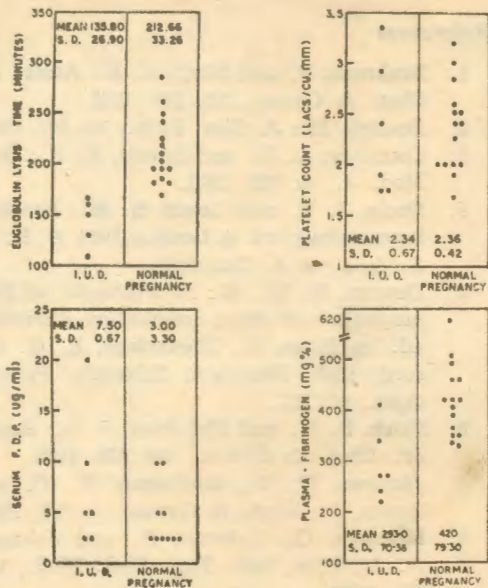 MEAN 135.80 212.66
S. D. 26.90 33.26
EUGLOBULIN LYSIS TIME (MINUTES)
350
300
250
200
150
100
I. U. D. NORMAL
PREGNANCY
PLATELET COUNT (LACS/CU.MM)
3.5
3
2.5
2
1.5
1
MEAN 2.34 2.36
S. D. 0.67 0.42
I. U. D. NORMAL
PREGNANCY
MEAN 7.50 3.00
S. D. 0.67 3.30
SERUM F. D. P. (ug/ml)
25
20
15
10
5
0
I. U. D. NORMAL
PREGNANCY
PLASMA - FIBRINOGEN (mg%)
620
500
400
300
200
MEAN 293.0 420
S. D. 70.36 79.30
I. U. D. NORMAL
PREGNANCY